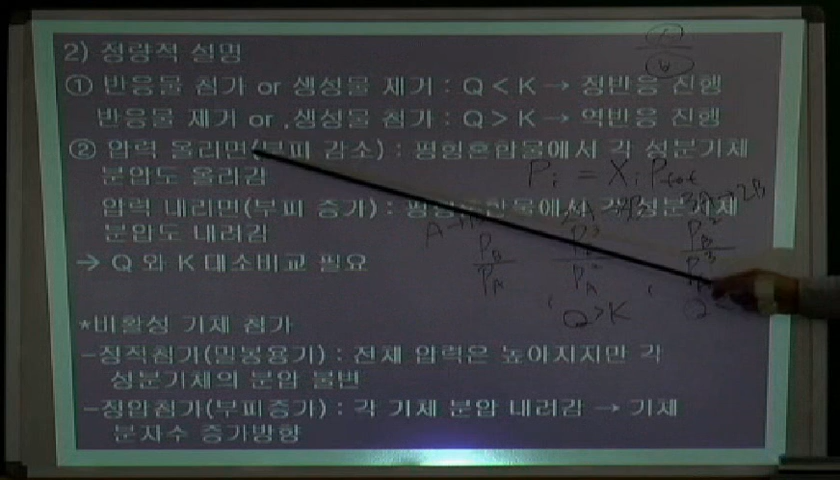 2) 정량적 설명
① 반응물 첨가 or 생성물 제거 : Q < K → 정반응 진행
반응물 제거 or 생성물 첨가 : Q > K → 역반응 진행
② 압력 올리면(부피 감소) : 평형혼합물에서 각 성분기체
분압도 올라감
압력 내리면(부피 증가) : 평형혼합물에서 각 성분기체
분압도 내려감
→ Q 와 K 대소비교 필요
*비활성 기체 첨가
-정적첨가(밀봉용기) : 전체 압력은 높아지지만 각
성분기체의 분압 불변
-정압첨가(부피증가) : 각 기체 분압 내려감 → 기체
분자수 증가방향
Pi = Xi Ptot
3A → 2B
PB / PA
PB² / PA³
Q > K